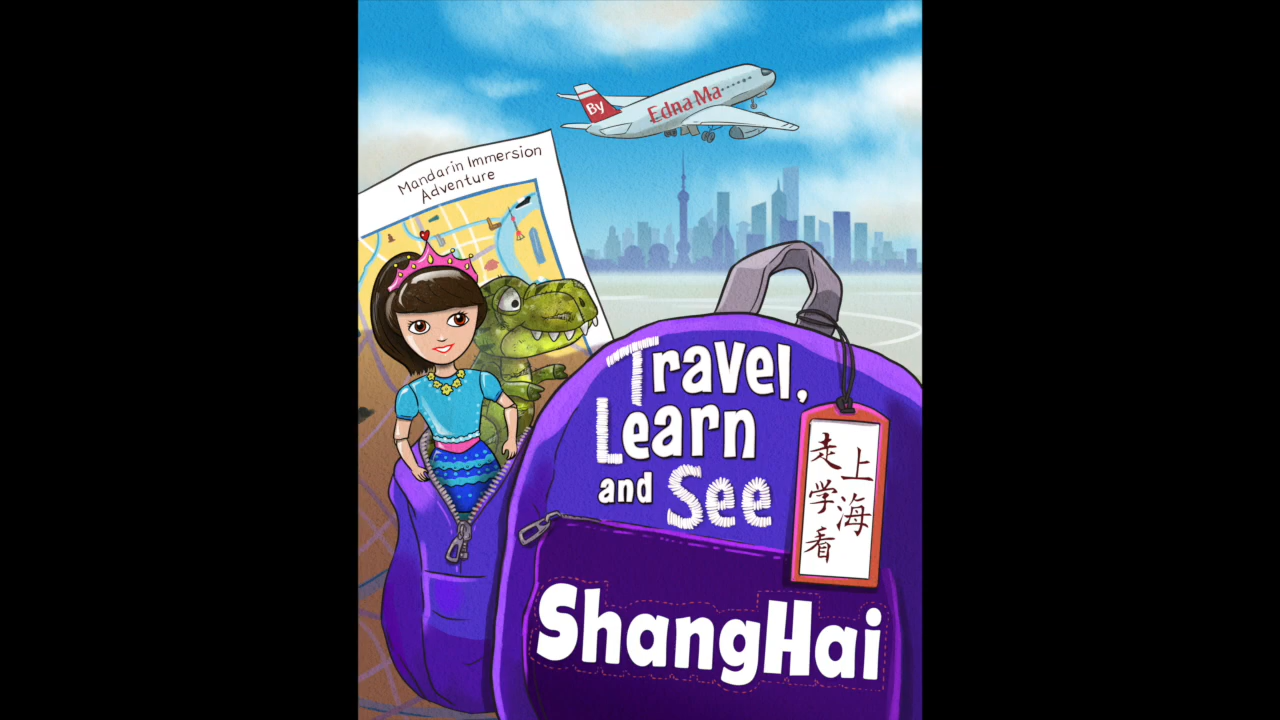 By Edna Ma
Mandarin Immersion
Adventure
Travel,
Learn
and See
上海
走学看
ShangHai